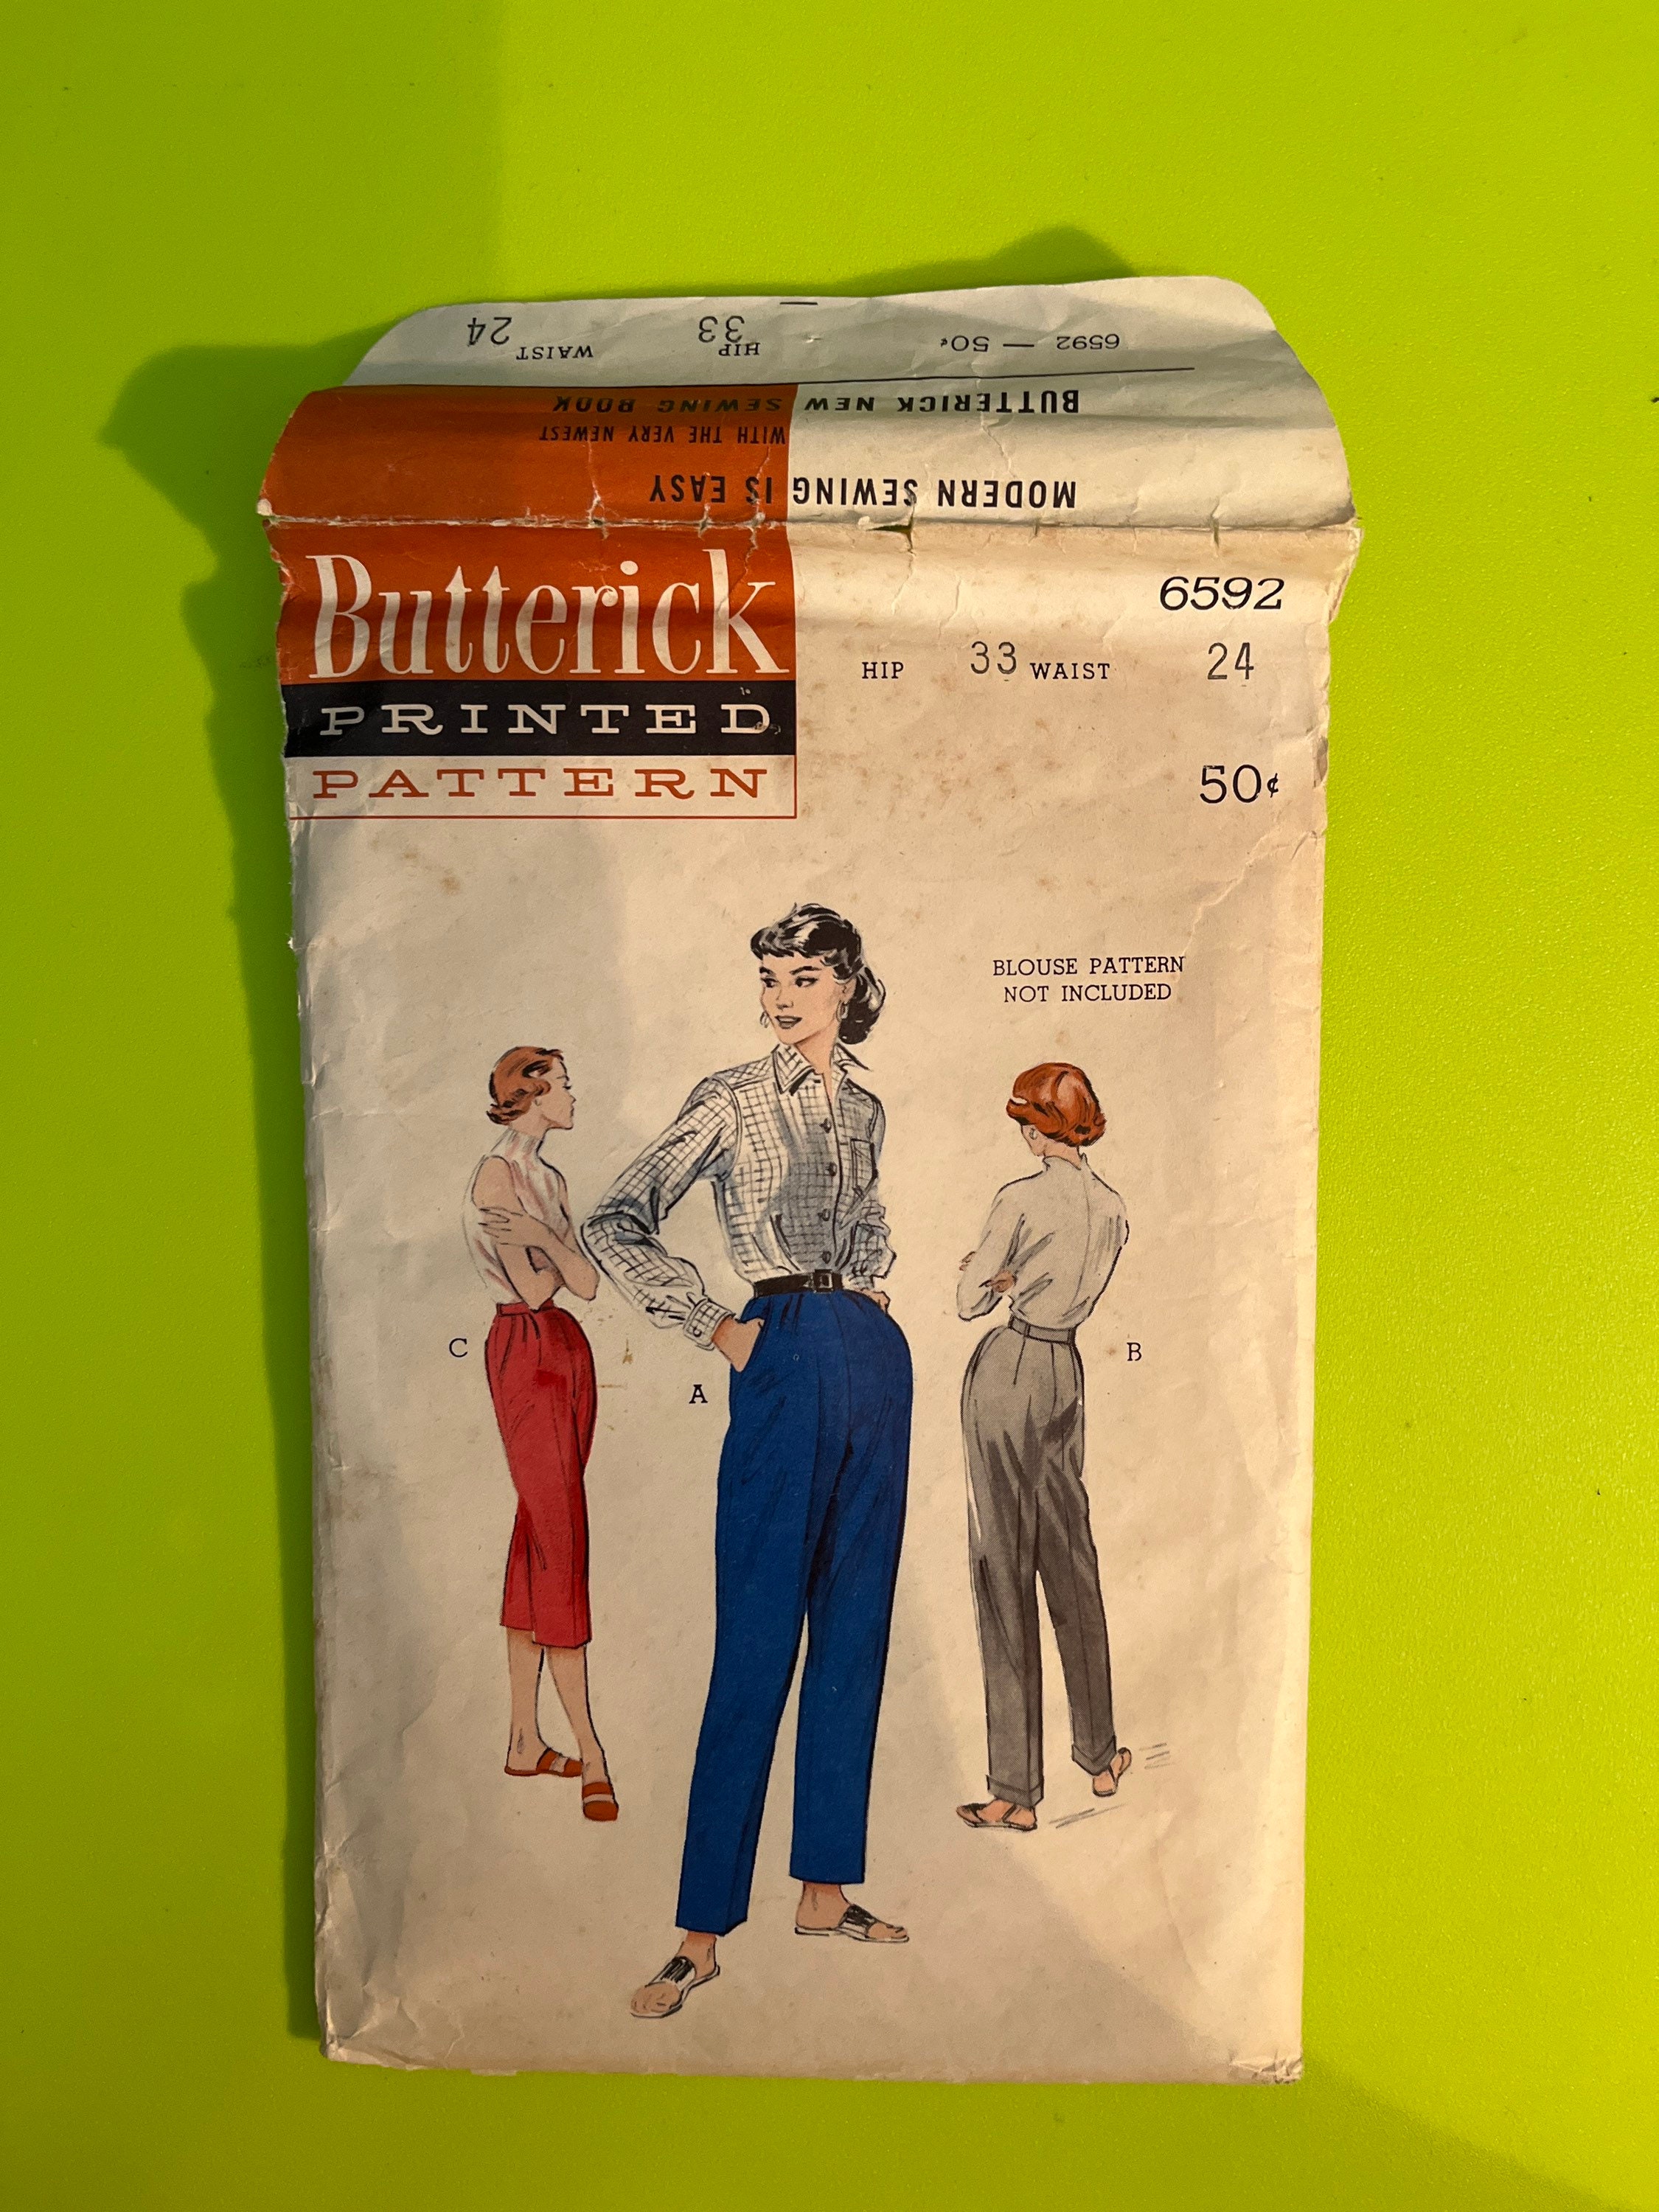 6592 — 50¢ HIP 33 WAIST 24
BUTTERICK NEW SEWING BOOK
WITH THE VERY NEWEST
MODERN SEWING IS EASY
Butterick
PRINTED
PATTERN
6592
HIP 33 WAIST 24
50¢
BLOUSE PATTERN
NOT INCLUDED
C
A
B